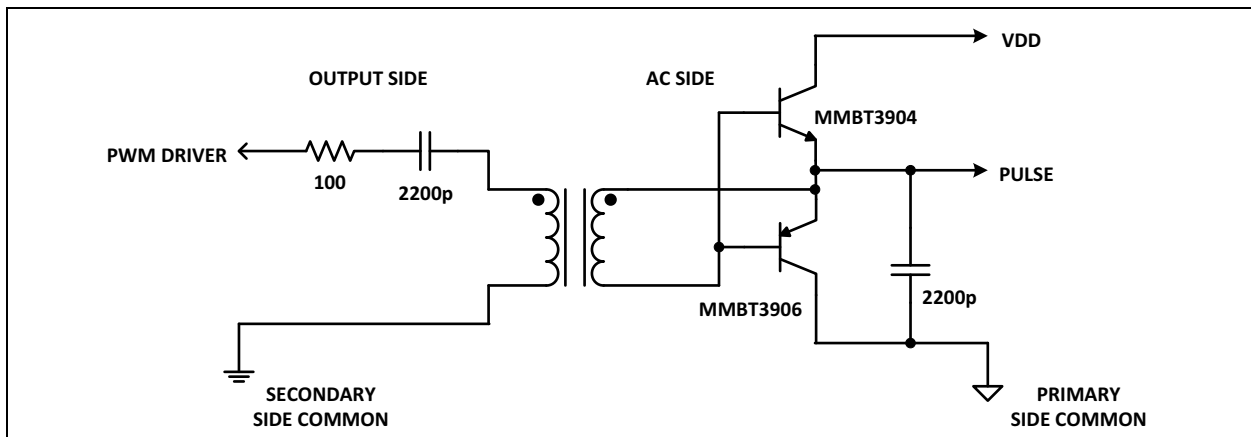 VDD
OUTPUT SIDE
AC SIDE
MMBT3904
PWM DRIVER
100
2200p
PULSE
2200p
MMBT3906
SECONDARY
SIDE COMMON
PRIMARY
SIDE COMMON